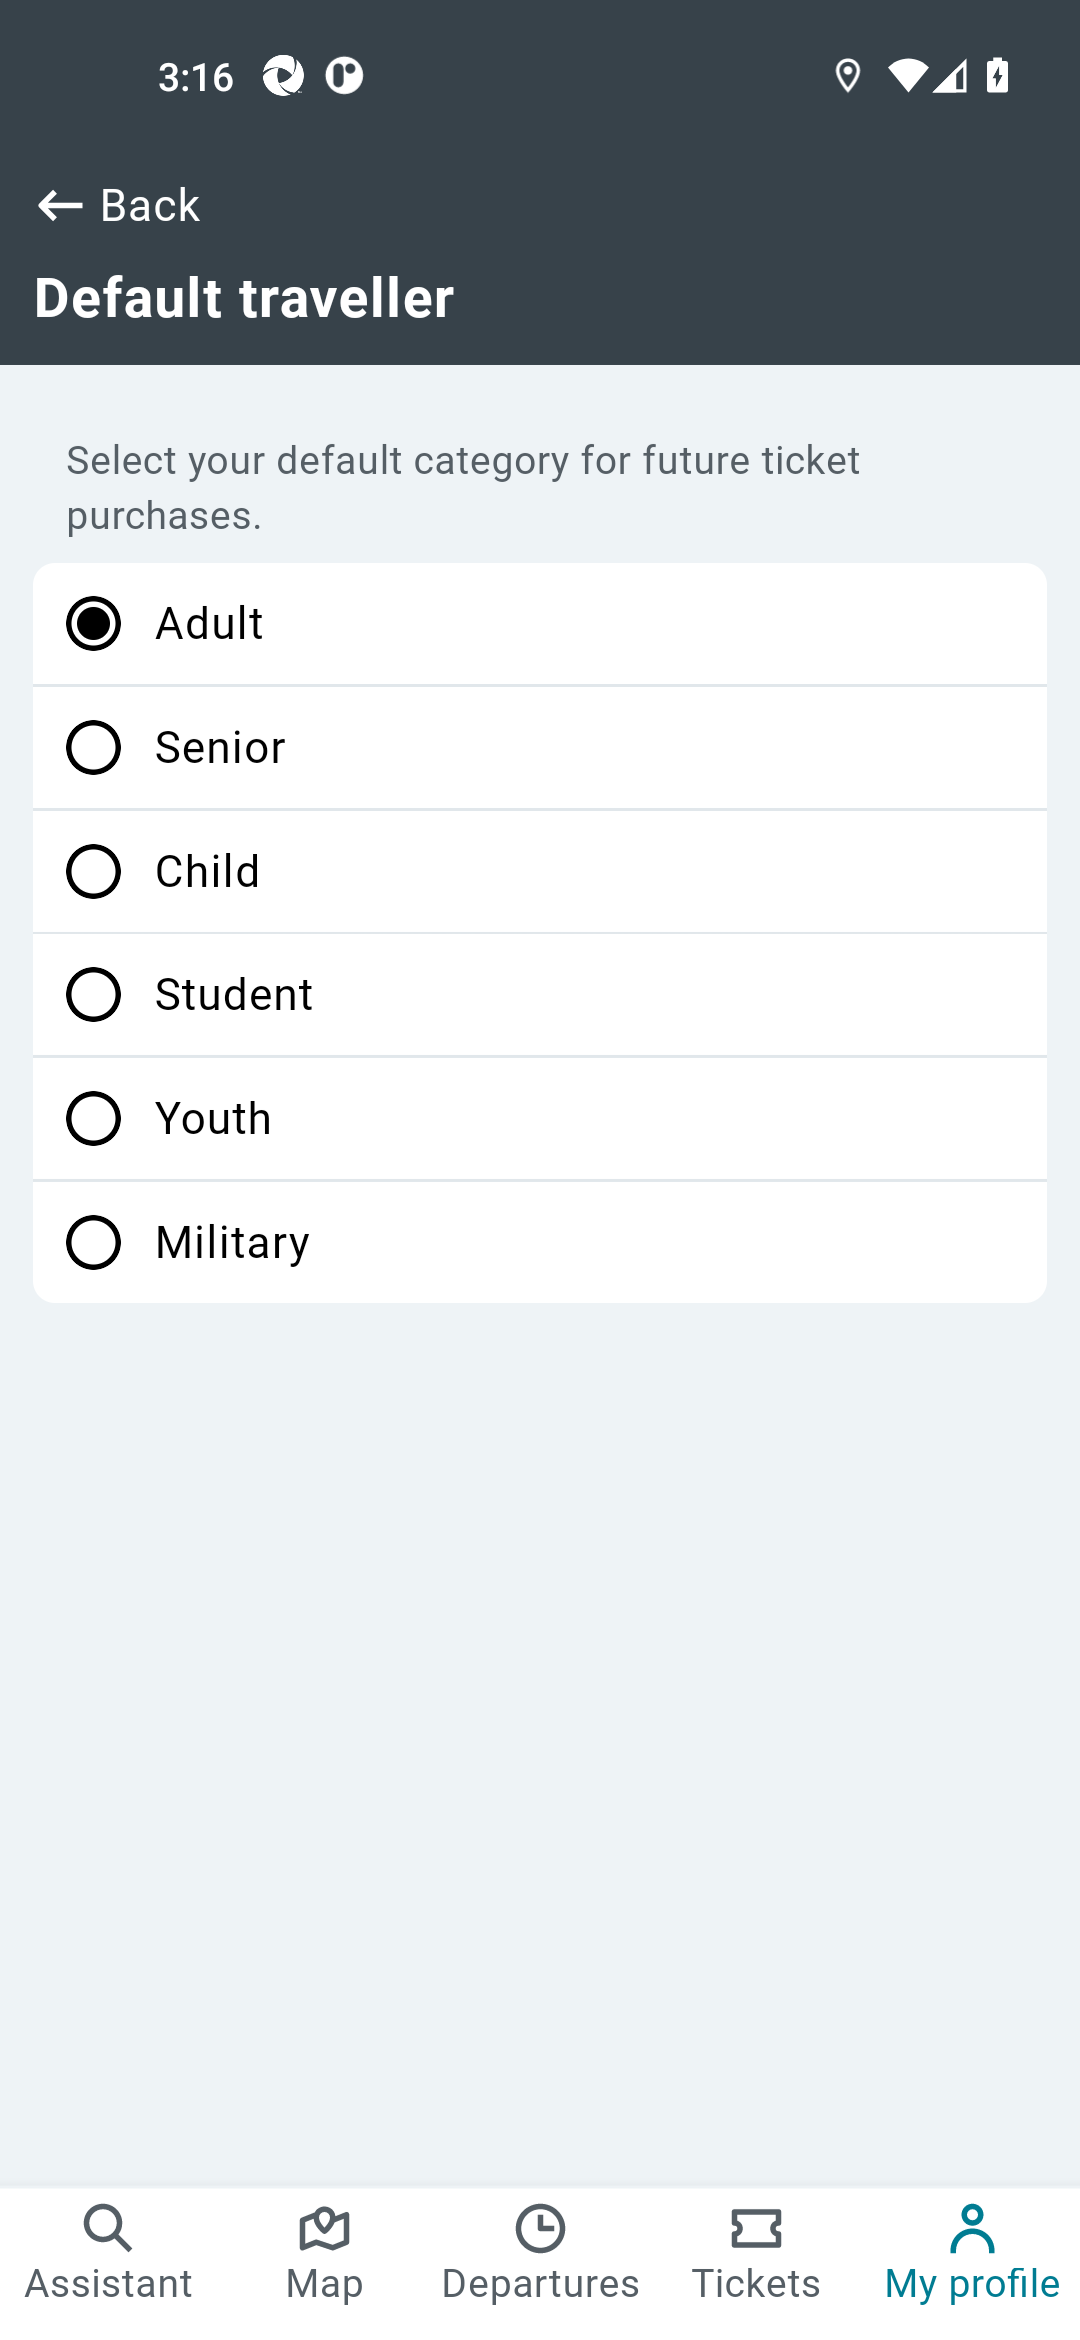 3:16
Back
Default traveller
Select your default category for future ticket
purchases.
Adult
Senior
Child
Student
Youth
Military
Assistant
Map
Departures
Tickets
My profile